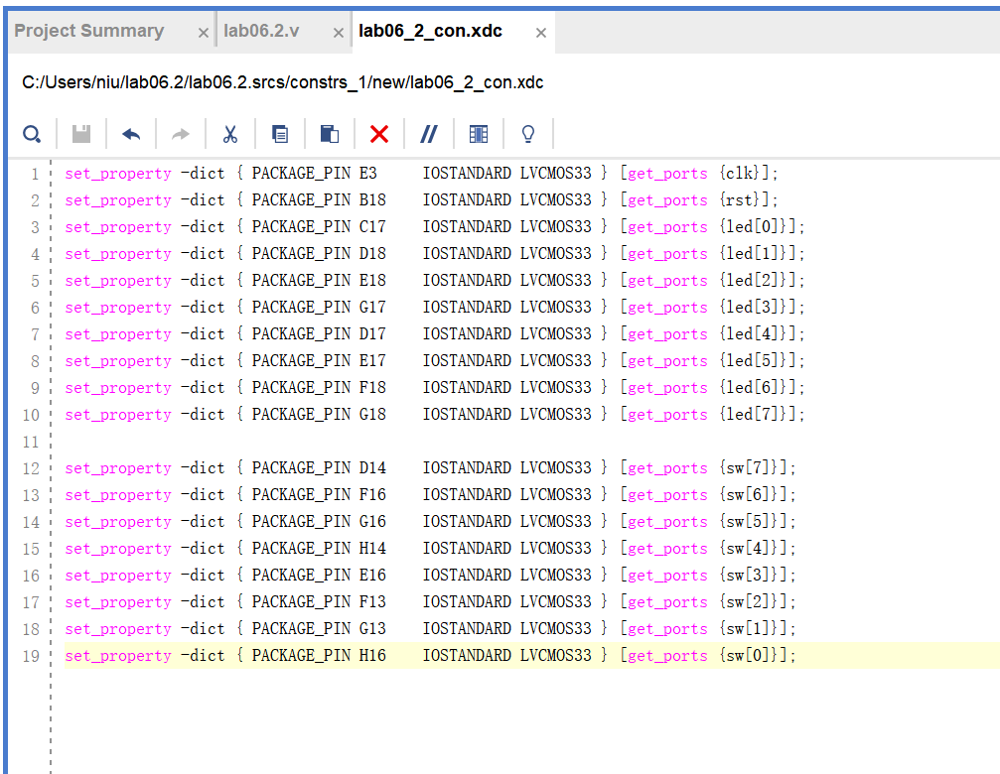 Project Summary × lab06.2.v × lab06_2_con.xdc ×
C:/Users/niu/lab06.2/lab06.2.srcs/constrs_1/new/lab06_2_con.xdc
1 set_property -dict { PACKAGE_PIN E3 IOSTANDARD LVCMOS33 } [get_ports {clk}];
2 set_property -dict { PACKAGE_PIN B18 IOSTANDARD LVCMOS33 } [get_ports {rst}];
3 set_property -dict { PACKAGE_PIN C17 IOSTANDARD LVCMOS33 } [get_ports {led[0]}];
4 set_property -dict { PACKAGE_PIN D18 IOSTANDARD LVCMOS33 } [get_ports {led[1]}];
5 set_property -dict { PACKAGE_PIN E18 IOSTANDARD LVCMOS33 } [get_ports {led[2]}];
6 set_property -dict { PACKAGE_PIN G17 IOSTANDARD LVCMOS33 } [get_ports {led[3]}];
7 set_property -dict { PACKAGE_PIN D17 IOSTANDARD LVCMOS33 } [get_ports {led[4]}];
8 set_property -dict { PACKAGE_PIN E17 IOSTANDARD LVCMOS33 } [get_ports {led[5]}];
9 set_property -dict { PACKAGE_PIN F18 IOSTANDARD LVCMOS33 } [get_ports {led[6]}];
10 set_property -dict { PACKAGE_PIN G18 IOSTANDARD LVCMOS33 } [get_ports {led[7]}];
11
12 set_property -dict { PACKAGE_PIN D14 IOSTANDARD LVCMOS33 } [get_ports {sw[7]}];
13 set_property -dict { PACKAGE_PIN F16 IOSTANDARD LVCMOS33 } [get_ports {sw[6]}];
14 set_property -dict { PACKAGE_PIN G16 IOSTANDARD LVCMOS33 } [get_ports {sw[5]}];
15 set_property -dict { PACKAGE_PIN H14 IOSTANDARD LVCMOS33 } [get_ports {sw[4]}];
16 set_property -dict { PACKAGE_PIN E16 IOSTANDARD LVCMOS33 } [get_ports {sw[3]}];
17 set_property -dict { PACKAGE_PIN F13 IOSTANDARD LVCMOS33 } [get_ports {sw[2]}];
18 set_property -dict { PACKAGE_PIN G13 IOSTANDARD LVCMOS33 } [get_ports {sw[1]}];
19 set_property -dict { PACKAGE_PIN H16 IOSTANDARD LVCMOS33 } [get_ports {sw[0]}];